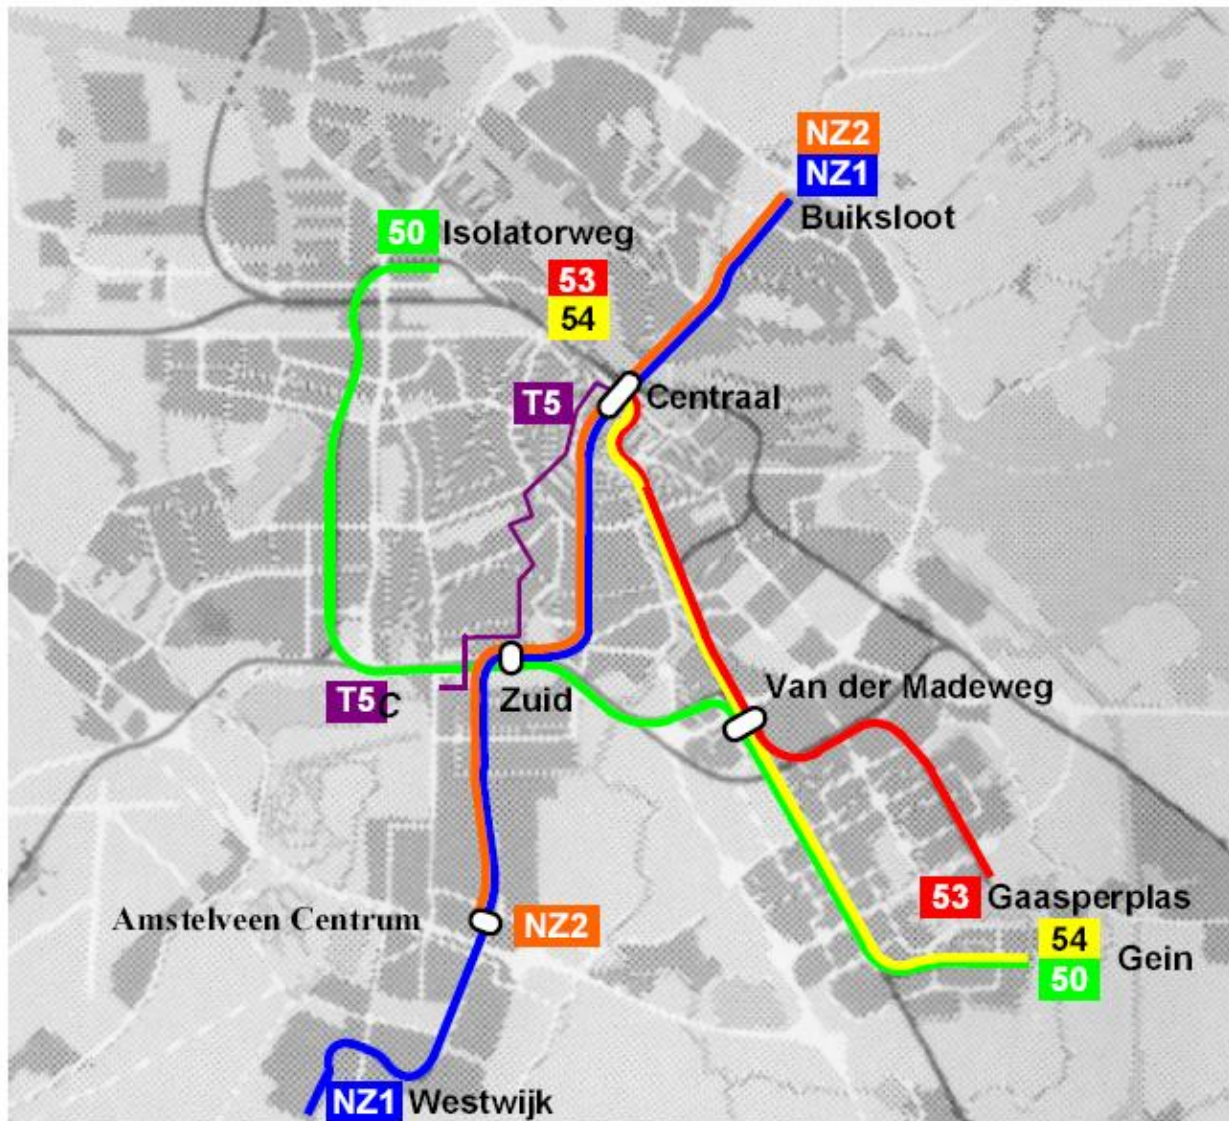 NZ2
NZ1
Buiksloot
50 Isolatorweg
53
54
T5
Centraal
T5C
Zuid
Van der Madeweg
53 Gaasperplas
Amstelveen Centrum
NZ2
54
Gein
50
NZ1 Westwijk